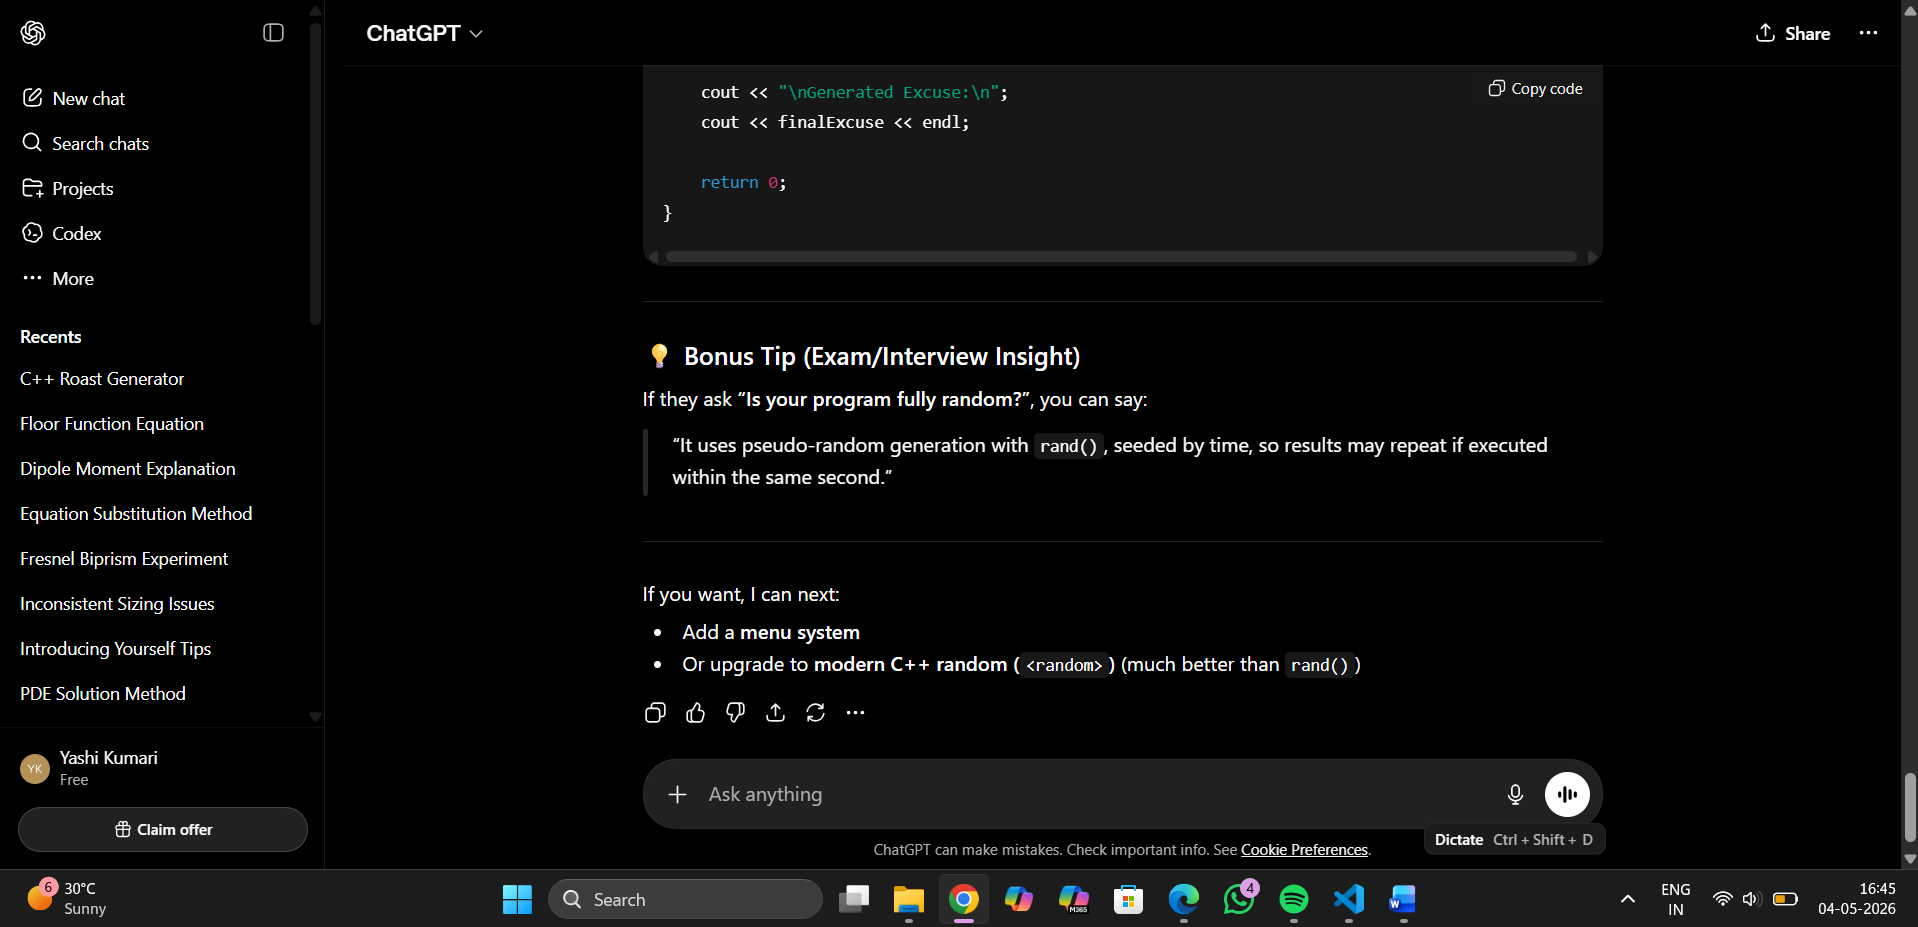 ChatGPT
Share
New chat
Search chats
Projects
Codex
More
Recents
C++ Roast Generator
Floor Function Equation
Dipole Moment Explanation
Equation Substitution Method
Fresnel Biprism Experiment
Inconsistent Sizing Issues
Introducing Yourself Tips
PDE Solution Method
YK
Yashi Kumari
Free
Claim offer
cout << "\nGenerated Excuse:\n";
Copy code
cout << finalExcuse << endl;
return 0;
}
💡 Bonus Tip (Exam/Interview Insight)
If they ask “Is your program fully random?”, you can say:
“It uses pseudo-random generation with rand(), seeded by time, so results may repeat if executed
within the same second.”
If you want, I can next:
• Add a menu system
• Or upgrade to modern C++ random (<random>) (much better than rand())
Ask anything
Dictate Ctrl + Shift + D
ChatGPT can make mistakes. Check important info. See Cookie Preferences.
6
30°C
Sunny
Search
M365
4
W
ENG
IN
16:45
04-05-2026